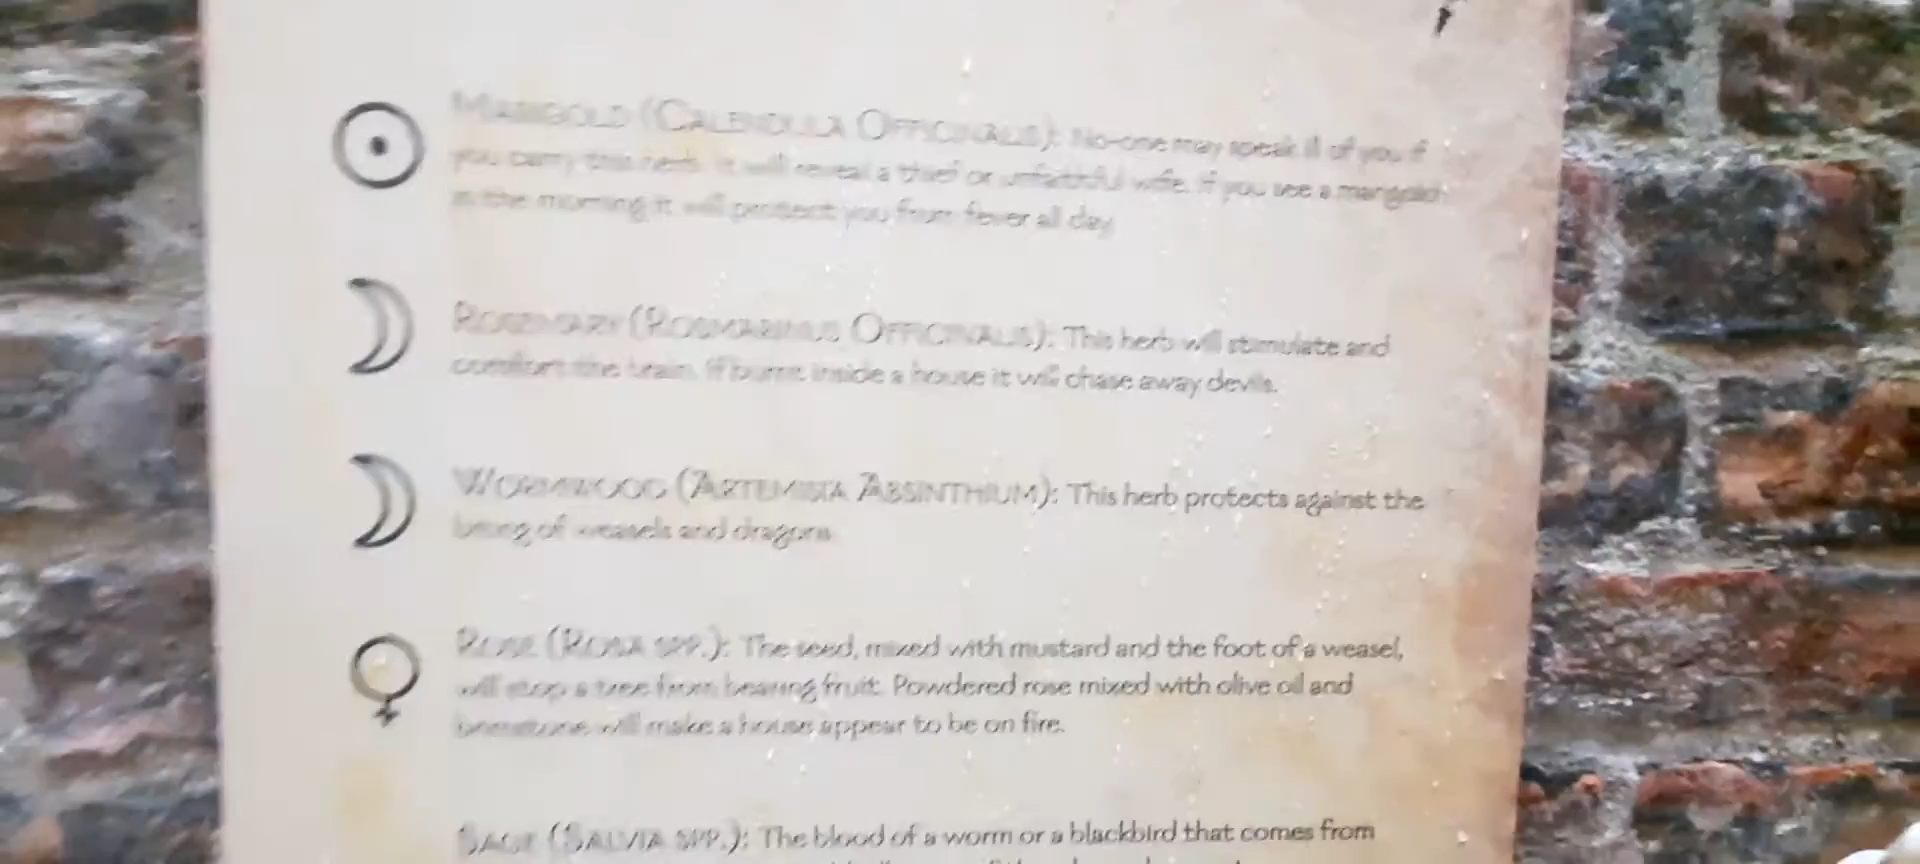 MARIGOLD (CALENDULA OFFICINALIS): No-one may speak ill of you if
you carry this herb. It will reveal a thief or unfaithful wife. If you see a marigold
in the morning it will protect you from fever all day.
ROSEMARY (ROSMARINUS OFFICINALIS): This herb will stimulate and
comfort the brain. If burnt inside a house it will chase away devils.
WORMWOOD (ARTEMISIA ABSINTHIUM): This herb protects against the
biting of weasels and dragons.
ROSE (ROSA SPP.): The seed, mixed with mustard and the foot of a weasel,
will stop a tree from bearing fruit. Powdered rose mixed with olive oil and
brimstone will make a house appear to be on fire.
SAGE (SALVIA SPP.): The blood of a worm or a blackbird that comes from